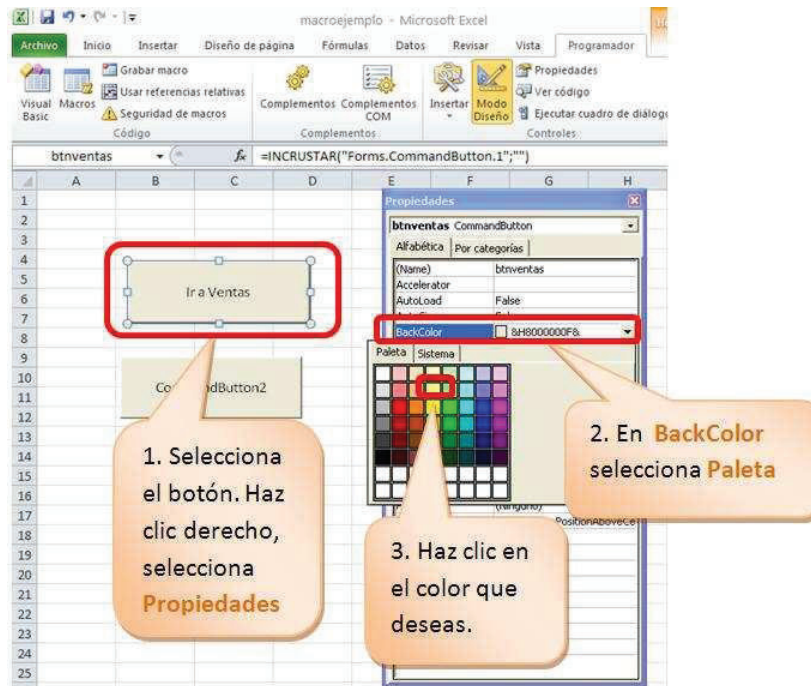 macroejemplo - Microsoft Excel
Archivo Inicio Insertar Diseño de página Fórmulas Datos Revisar Vista Programador
Visual Basic
Macros
Grabar macro
Usar referencias relativas
Seguridad de macros
Código
Complementos
Complementos COM
Complementos
Insertar
Modo Diseño
Propiedades
Ver código
Ejecutar cuadro de diálogo
Controles
btnventas fx =INCRUSTAR("Forms.CommandButton.1";"")
A B C D E F G H
1
2
3
4
5
6
7
8
9
10
11
12
13
14
15
16
17
18
19
20
21
22
23
24
25
Ir a Ventas
Propiedades
btnventas CommandButton
Alfabética Por categorías
(Name) btnventas
Accelerator
AutoLoad False
BackColor &H8000000F&
Paleta Sistema
(Ninguno)
1. Selecciona
el botón. Haz
clic derecho,
selecciona
Propiedades
2. En BackColor
selecciona Paleta
3. Haz clic en
el color que
deseas.